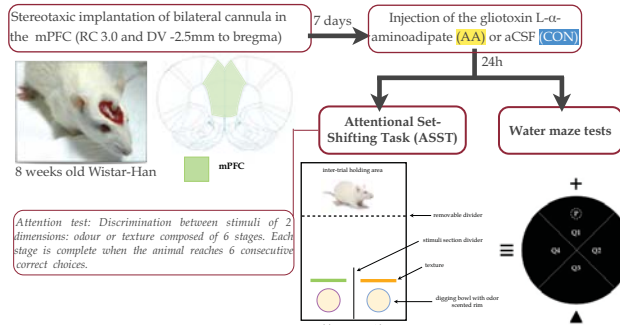 Stereotaxic implantation of bilateral cannula in
the mPFC (RC 3.0 and DV -2.5mm to bregma)
7 days
Injection of the gliotoxin L-α-
aminoadipate (AA) or aCSF (CON)
24h
Attentional Set-
Shifting Task (ASST)
Water maze tests
mPFC
8 weeks old Wistar-Han
Attention test: Discrimination between stimuli of 2
dimensions: odour or texture composed of 6 stages. Each
stage is complete when the animal reaches 6 consecutive
correct choices.
inter-trial holding area
removable divider
stimuli section divider
texture
digging bowl with odor
scented rim
P
Q1
Q4
Q2
Q3